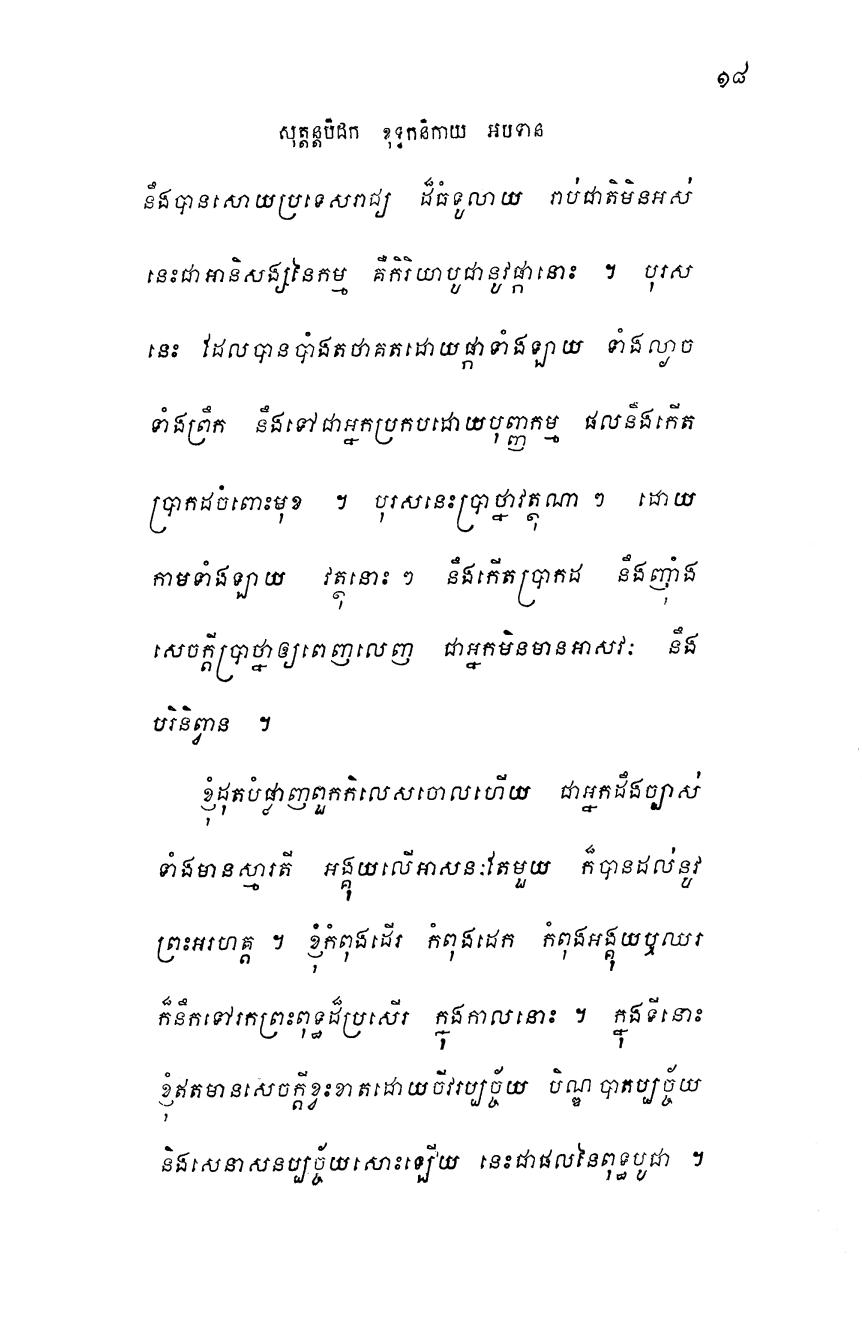 ១៨
សុត្តន្តបិដក ខុទ្ទកនិកាយ អបទាន
នឹងបានសោយប្រទេសរាជ្យ ដ៏ធំទូលាយ រាប់ជាតិមិនអស់
នេះជាអានិសង្សនៃកម្ម គឺកិរិយាបូជានូវផ្កានោះ ។ បុរស
នេះ ដែលបានបាំងតថាគតដោយផ្កាទាំងឡាយ ទាំងល្ងាច
ទាំងព្រឹក នឹងទៅជាអ្នកប្រកបដោយបុញ្ញកម្ម ផលនឹងកើត
ប្រាកដចំពោះមុខ ។ បុរសនេះប្រាថ្នាវត្ថុណា ៗ ដោយ
កាមទាំងឡាយ វត្ថុនោះ ៗ នឹងកើតប្រាកដ នឹងញ៉ាំង
សេចក្តីប្រាថ្នាឲ្យពេញលេញ ជាអ្នកមិនមានអាសវៈ នឹង
បរិនិព្វាន ។
ខ្ញុំដុតបំផ្លាញពួកកិលេសចោលហើយ ជាអ្នកដឹងច្បាស់
ទាំងមានស្មារតី អង្គុយលើអាសនៈតែមួយ ក៏បានដល់នូវ
ព្រះអរហត្ត ។ ខ្ញុំកំពុងដើរ កំពុងដេក កំពុងអង្គុយឬឈរ
ក៏នឹកទៅរកព្រះពុទ្ធដ៏ប្រសើរ ក្នុងកាលនោះ ។ ក្នុងទីនោះ
ខ្ញុំឥតមានសេចក្តីខ្វះខាតដោយចីវរប្បច្ច័យ បិណ្ឌ បាតប្បច្ច័យ
និងសេនាសនប្បច្ច័យសោះឡើយ នេះជាផលនៃពុទ្ធបូជា ។